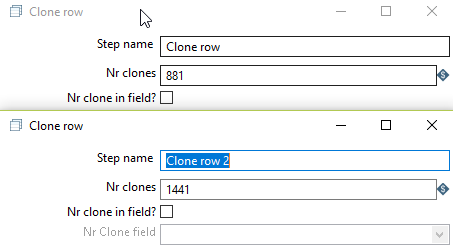 Clone row
Step name Clone row
Nr clones 881
Nr clone in field?
Clone row
Step name Clone row 2
Nr clones 1441
Nr clone in field?
Nr Clone field